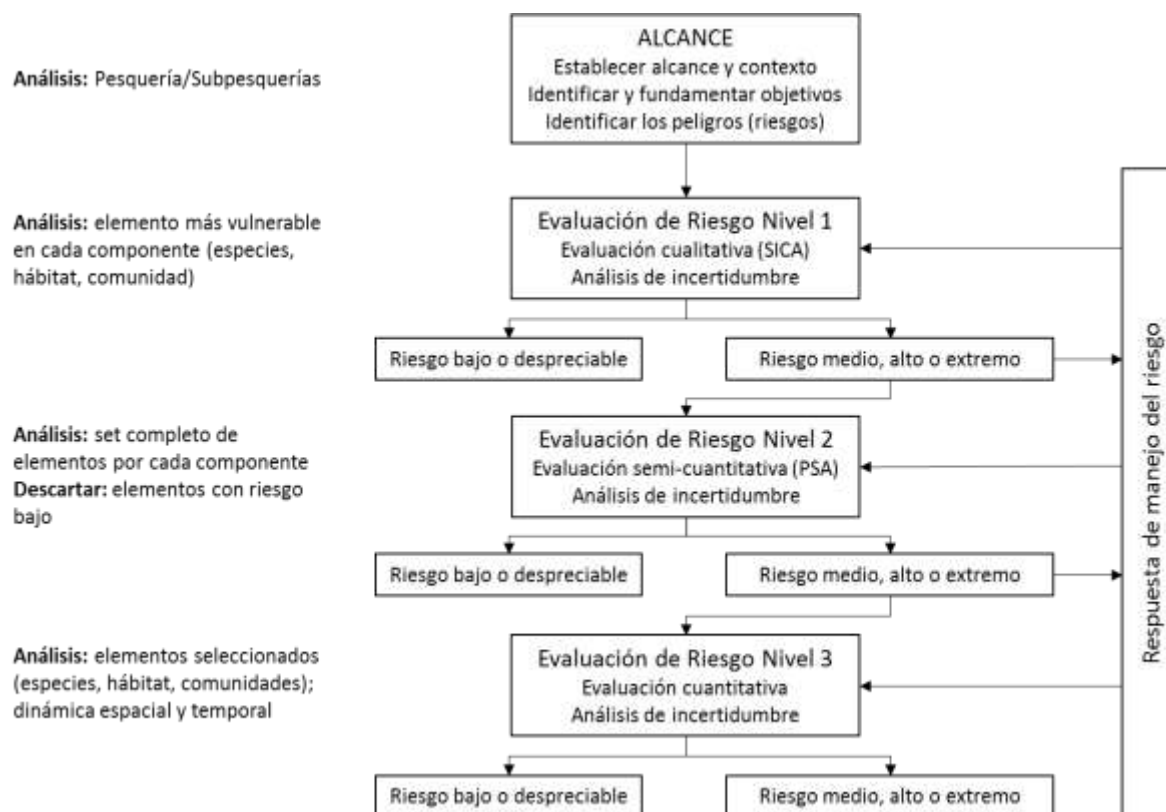 ALCANCE
Establecer alcance y contexto
Identificar y fundamentar objetivos
Identificar los peligros (riesgos)
Análisis: Pesquería/Subpesquerías
Evaluación de Riesgo Nivel 1
Evaluación cualitativa (SICA)
Análisis de incertidumbre
Análisis: elemento más vulnerable
en cada componente (especies,
hábitat, comunidad)
Riesgo bajo o despreciable
Riesgo medio, alto o extremo
Evaluación de Riesgo Nivel 2
Evaluación semi-cuantitativa (PSA)
Análisis de incertidumbre
Análisis: set completo de
elementos por cada componente
Descartar: elementos con riesgo
bajo
Riesgo bajo o despreciable
Riesgo medio, alto o extremo
Evaluación de Riesgo Nivel 3
Evaluación cuantitativa
Análisis de incertidumbre
Análisis: elementos seleccionados
(especies, hábitat, comunidades);
dinámica espacial y temporal
Riesgo bajo o despreciable
Riesgo medio, alto o extremo
Respuesta de manejo del riesgo